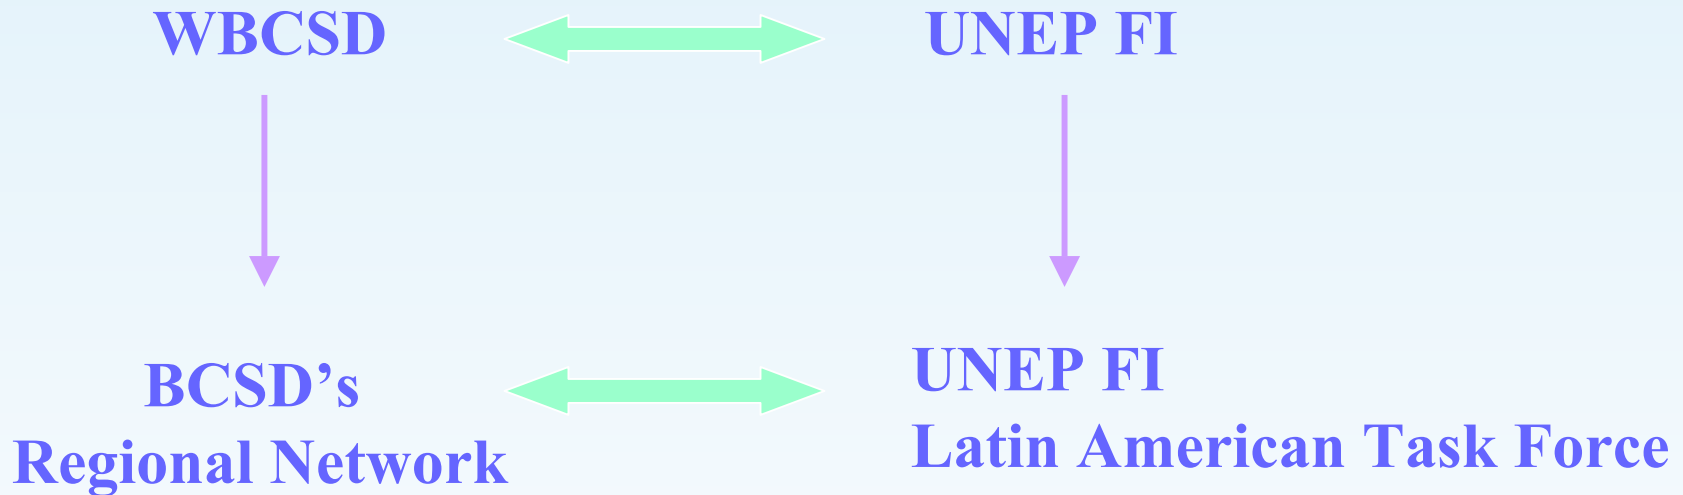 WBCSD
UNEP FI
BCSD’s
Regional Network
UNEP FI
Latin American Task Force